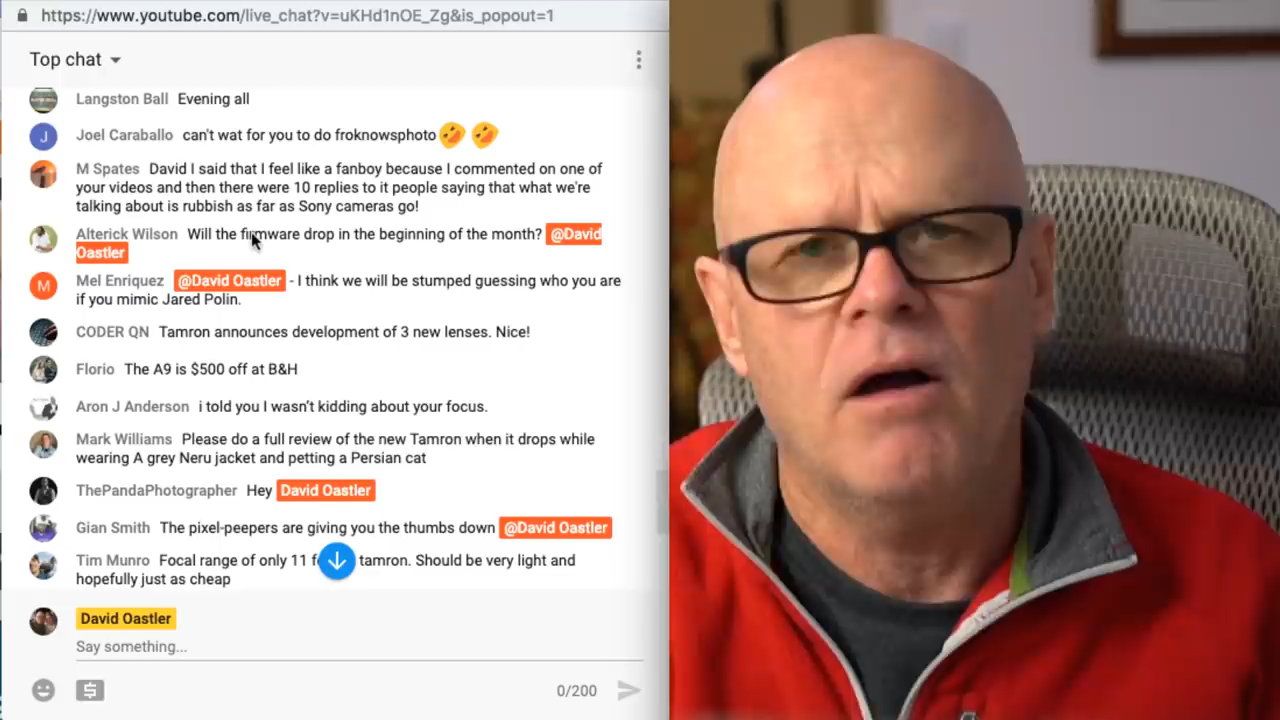 https://www.youtube.com/live_chat?v=uKHd1nOE_Zg&is_popout=1
Top chat
Langston Ball Evening all
Joel Caraballo can't wat for you to do froknowsphoto 🤣 🤣
M Spates David I said that I feel like a fanboy because I commented on one of
your videos and then there were 10 replies to it people saying that what we're
talking about is rubbish as far as Sony cameras go!
Alterick Wilson Will the firmware drop in the beginning of the month? @David
Oastler
M
Mel Enriquez @David Oastler - I think we will be stumped guessing who you are
if you mimic Jared Polin.
CODER QN Tamron announces development of 3 new lenses. Nice!
Florio The A9 is $500 off at B&H
Aron J Anderson i told you I wasn't kidding about your focus.
Mark Williams Please do a full review of the new Tamron when it drops while
wearing A grey Neru jacket and petting a Persian cat
ThePandaPhotographer Hey David Oastler
Gian Smith The pixel-peepers are giving you the thumbs down @David Oastler
Tim Munro Focal range of only 11 tamron. Should be very light and
hopefully just as cheap
David Oastler
Say something...
0/200